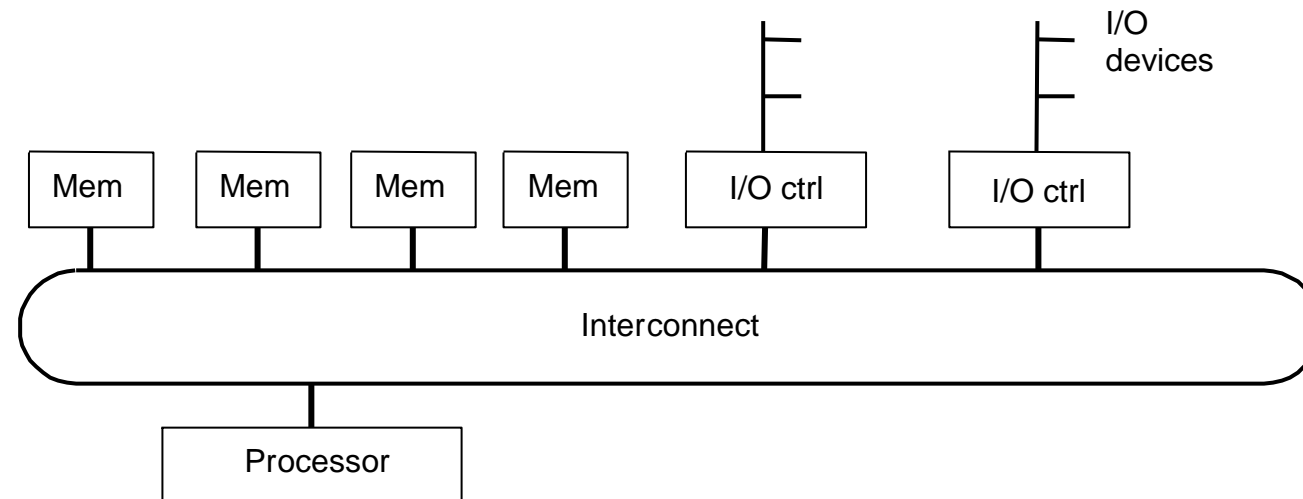 I/O
devices
Mem
Mem
Mem
Mem
I/O ctrl
I/O ctrl
Interconnect
Processor